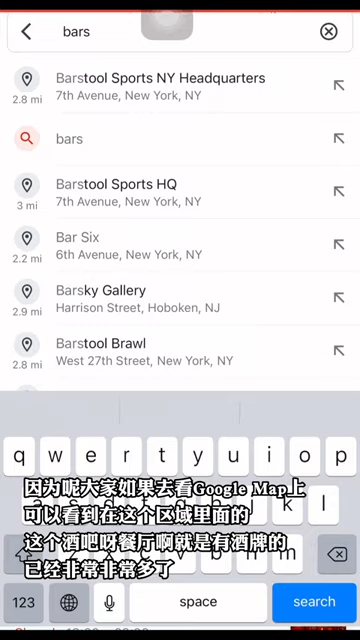 bars
Barstool Sports NY Headquarters
7th Avenue, New York, NY
2.8 mi
bars
Barstool Sports HQ
7th Avenue, New York, NY
3 mi
Bar Six
6th Avenue, New York, NY
2.2 mi
Barsky Gallery
Harrison Street, Hoboken, NJ
2.9 mi
Barstool Brawl
West 27th Street, New York, NY
2.8 mi
q w e r t y u i o p
因为呢大家如果去看Google Map上
k l
可以看到在这个区域里面的
这个酒吧呀餐厅啊就是有酒牌的
n m
已经非常非常多了
123
space
search